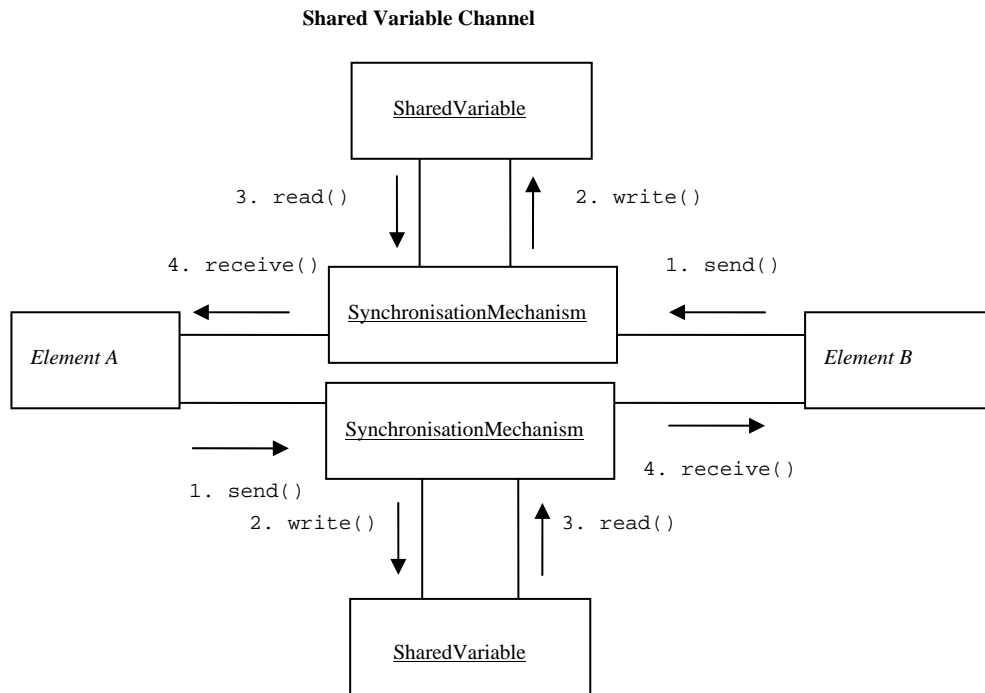 Shared Variable Channel
SharedVariable
3. read()
2. write()
4. receive()
1. send()
SynchronisationMechanism
Element A
Element B
SynchronisationMechanism
4. receive()
1. send()
2. write()
3. read()
SharedVariable